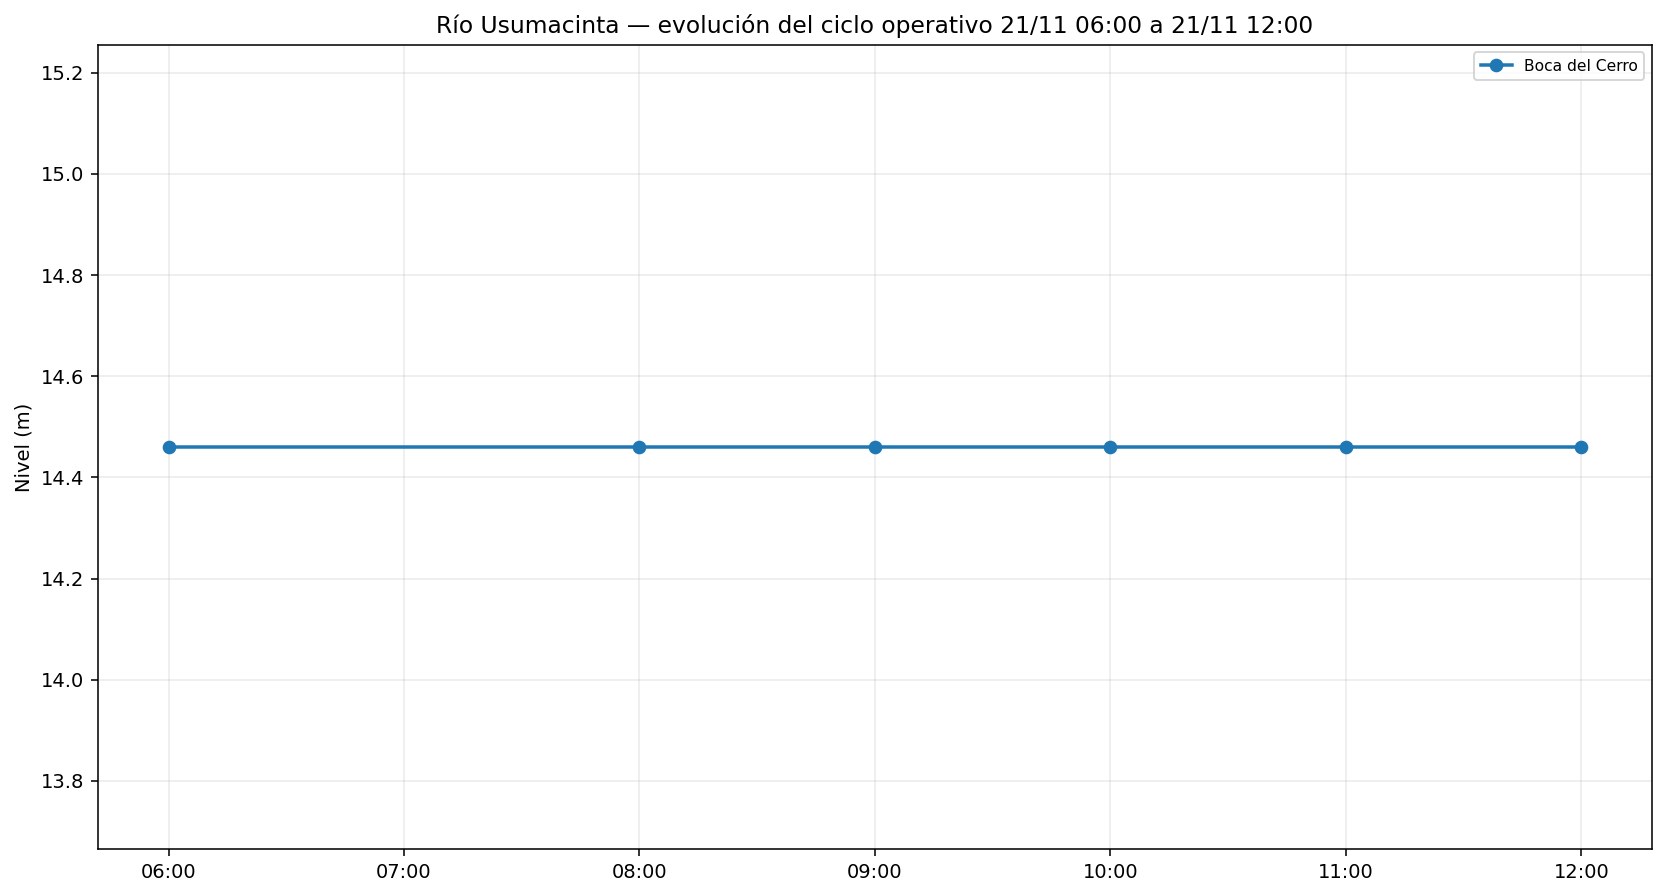 Río Usumacinta — evolución del ciclo operativo 21/11 06:00 a 21/11 12:00
Boca del Cerro
Nivel (m)
15.2
15.0
14.8
14.6
14.4
14.2
14.0
13.8
06:00 07:00 08:00 09:00 10:00 11:00 12:00